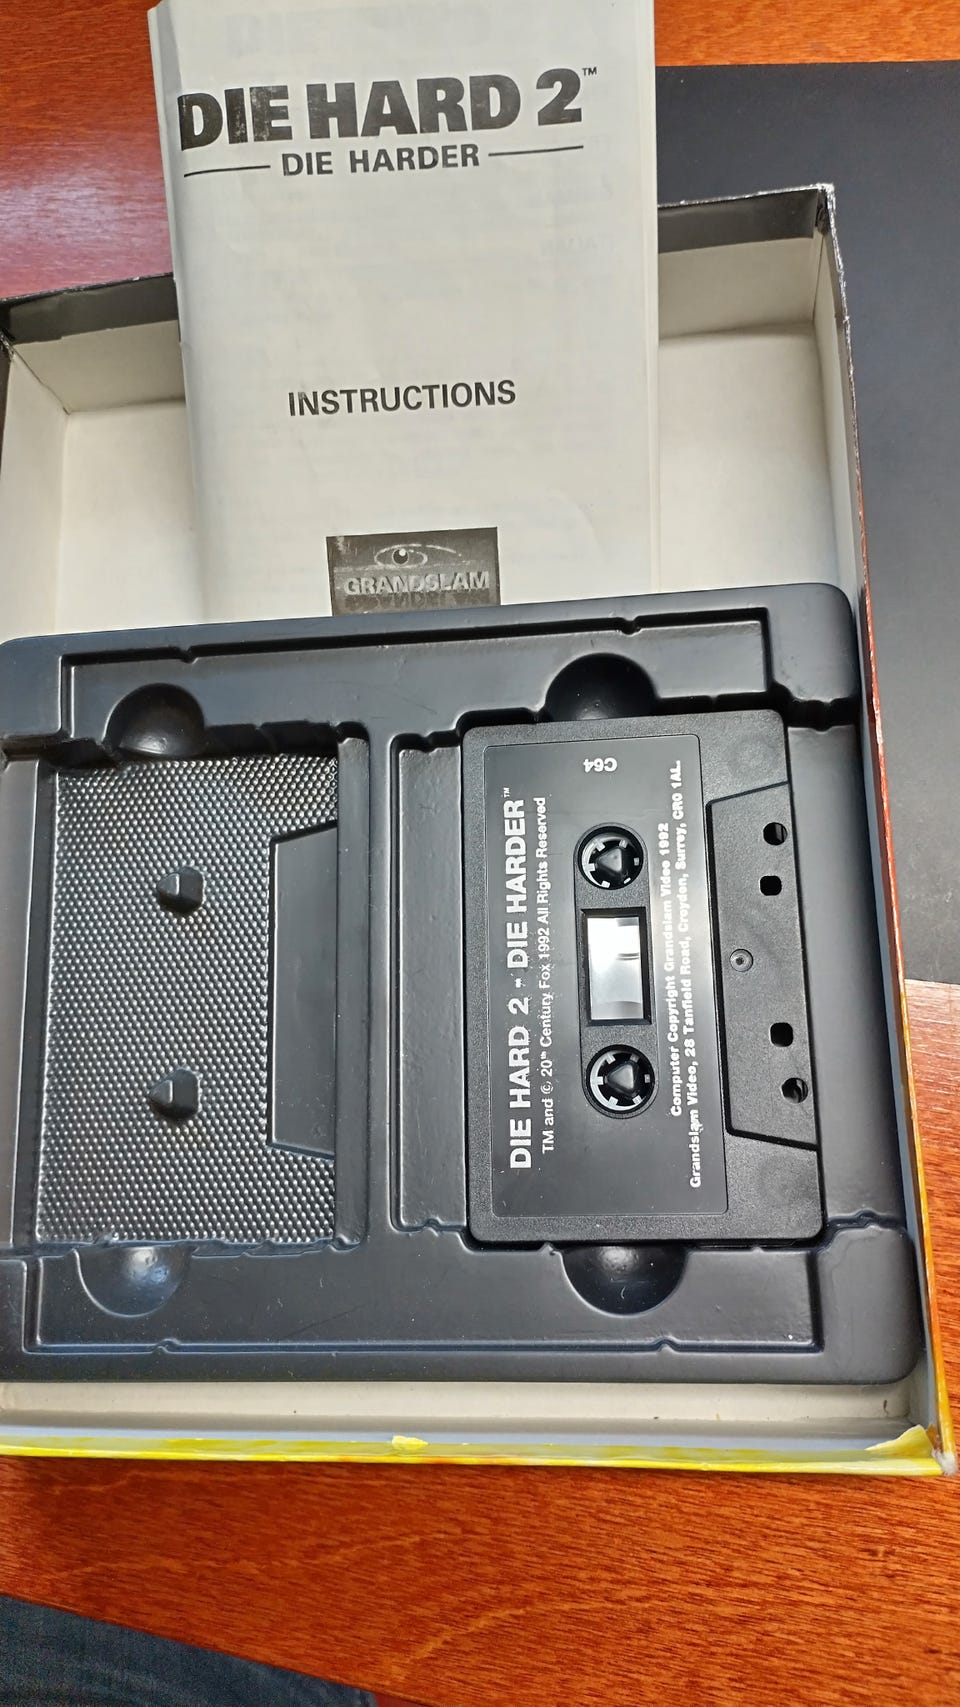 DIE HARD 2™
DIE HARDER
INSTRUCTIONS
GRANDSLAM
C64
DIE HARD 2 - DIE HARDER™
TM and © 20th Century Fox 1992 All Rights Reserved
Computer Copyright Grandslam Video 1992
Grandslam Video, 28 Tanfield Road, Croydon, Surrey, CR0 1AL.